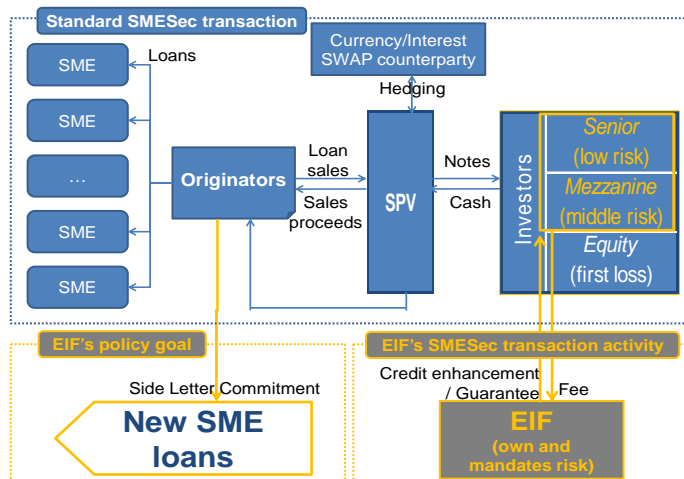 Standard SMESec transaction
SME
SME
…
SME
SME
Loans
Originators
Loan
sales
Sales
proceeds
Currency/Interest
SWAP counterparty
Hedging
SPV
Notes
Cash
Investors
Senior
(low risk)
Mezzanine
(middle risk)
Equity
(first loss)
EIF's policy goal
Side Letter Commitment
New SME
loans
EIF's SMESec transaction activity
Credit enhancement
/ Guarantee
Fee
EIF
(own and
mandates risk)